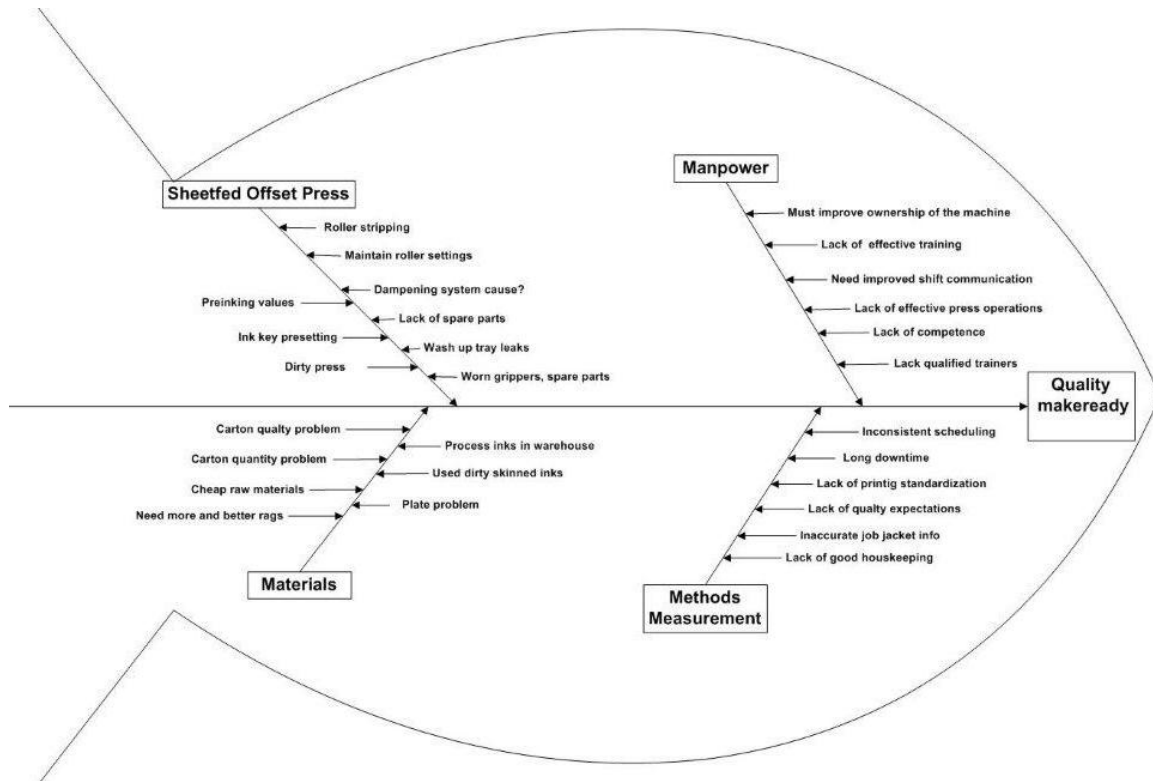 Sheetfed Offset Press
Roller stripping
Maintain roller settings
Dampening system cause?
Preinking values
Lack of spare parts
Ink key presetting
Wash up tray leaks
Dirty press
Worn grippers, spare parts
Manpower
Must improve ownership of the machine
Lack of effective training
Need improved shift communication
Lack of effective press operations
Lack of competence
Lack qualified trainers
Quality
makeready
Carton qualty problem
Process inks in warehouse
Carton quantity problem
Used dirty skinned inks
Cheap raw materials
Plate problem
Need more and better rags
Materials
Inconsistent scheduling
Long downtime
Lack of printig standardization
Lack of qualty expectations
Inaccurate job jacket info
Lack of good houskeeping
Methods
Measurement